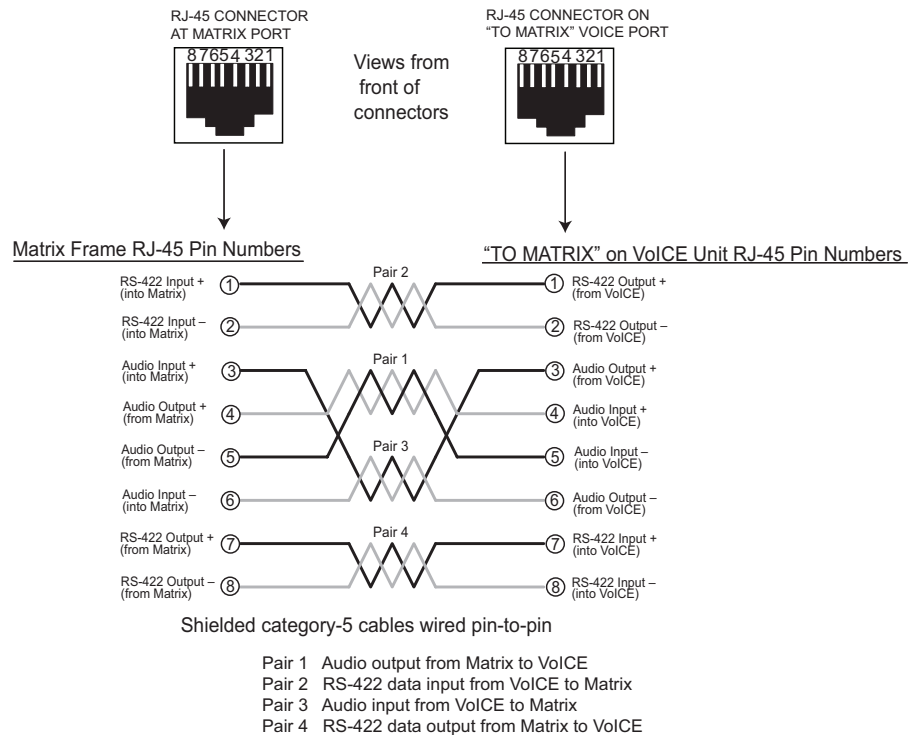 RJ-45 CONNECTOR
AT MATRIX PORT
87654 321
Views from
front of
connectors
RJ-45 CONNECTOR ON
“TO MATRIX” VOICE PORT
87654 321
Matrix Frame RJ-45 Pin Numbers
“TO MATRIX” on VoICE Unit RJ-45 Pin Numbers
RS-422 Input +
(into Matrix)
1
Pair 2
1
RS-422 Output +
(from VoICE)
RS-422 Input –
(into Matrix)
2
2
RS-422 Output –
(from VoICE)
Audio Input +
(into Matrix)
3
Pair 1
3
Audio Output +
(from VoICE)
Audio Output +
(from Matrix)
4
4
Audio Input +
(into VoICE)
Audio Output –
(from Matrix)
5
Pair 3
5
Audio Input –
(into VoICE)
Audio Input –
(into Matrix)
6
6
Audio Output –
(from VoICE)
RS-422 Output +
(from Matrix)
7
Pair 4
7
RS-422 Input +
(into VoICE)
RS-422 Output –
(from Matrix)
8
8
RS-422 Input –
(into VoICE)
Shielded category-5 cables wired pin-to-pin
Pair 1 Audio output from Matrix to VoICE
Pair 2 RS-422 data input from VoICE to Matrix
Pair 3 Audio input from VoICE to Matrix
Pair 4 RS-422 data output from Matrix to VoICE